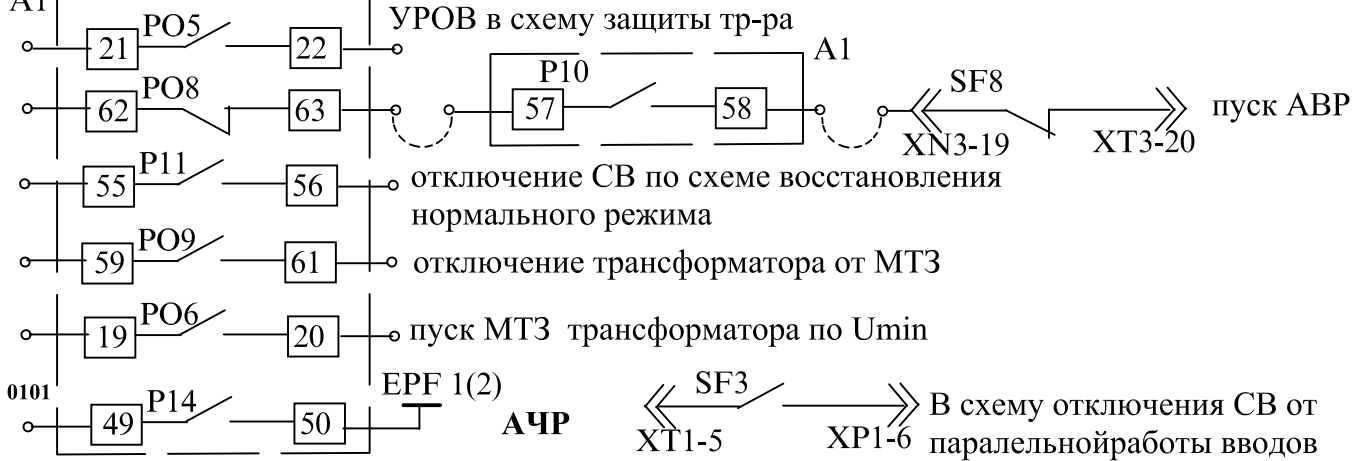 A1
21 PO5 22 УРОВ в схему защиты тр-ра
A1
62 PO8 63 57 P10 58 XN3-19 SF8 XT3-20 пуск АВР
55 P11 56 отключение СВ по схеме восстановления
нормального режима
59 PO9 61 отключение трансформатора от МТЗ
19 PO6 20 пуск МТЗ трансформатора по Umin
0101 49 P14 50 EPF 1(2) АЧР XT1-5 SF3 XP1-6 В схему отключения СВ от
паралельнойработы вводов